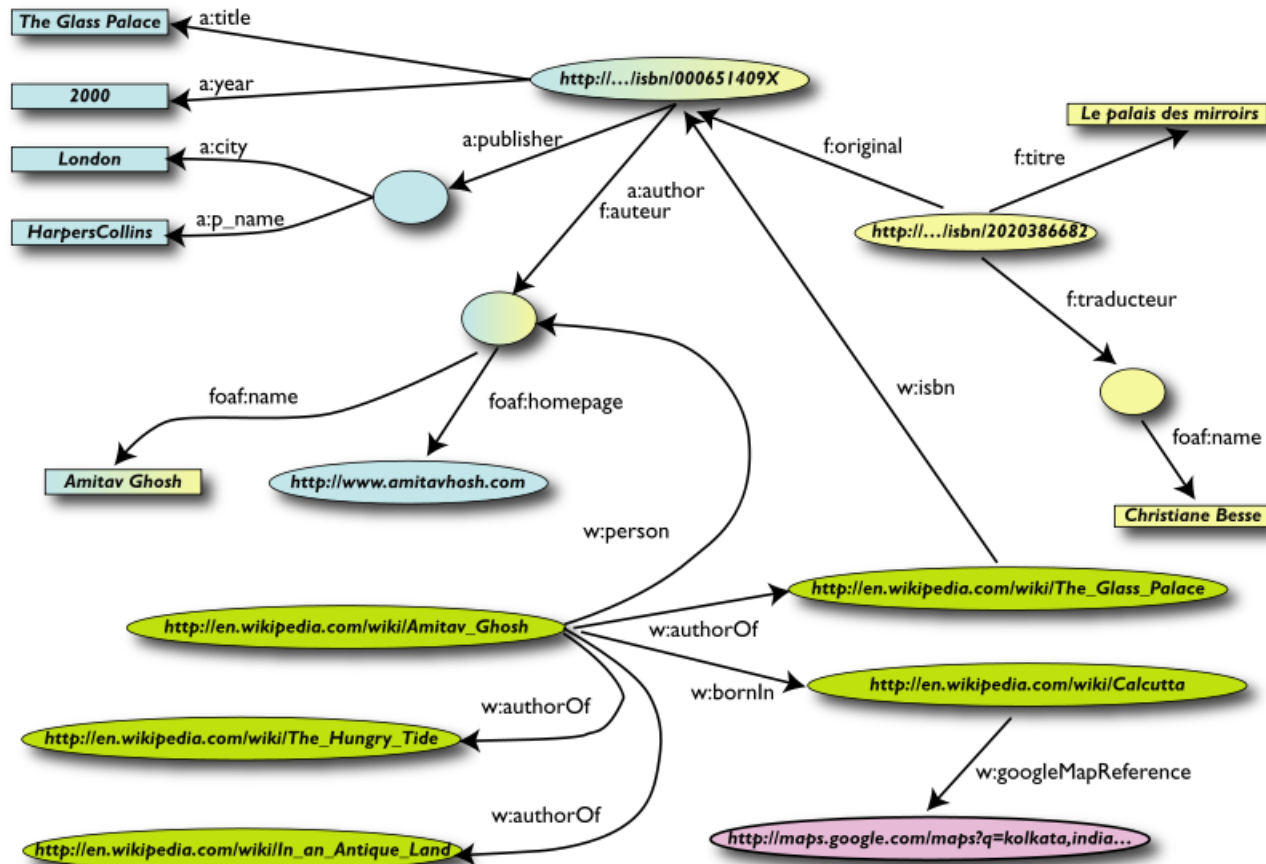 The Glass Palace
a:title
http://…/isbn/000651409X
2000
a:year
Le palais des mirroirs
a:publisher
f:original
f:titre
London
a:city
a:author
f:auteur
HarpersCollins
a:p_name
http://…/isbn/2020386682
f:traducteur
w:isbn
foaf:name
foaf:homepage
foaf:name
Amitav Ghosh
http://www.amitavhosh.com
Christiane Besse
w:person
http://en.wikipedia.com/wiki/The_Glass_Palace
http://en.wikipedia.com/wiki/Amitav_Ghosh
w:authorOf
w:bornIn
http://en.wikipedia.com/wiki/Calcutta
w:authorOf
http://en.wikipedia.com/wiki/The_Hungry_Tide
w:googleMapReference
w:authorOf
http://maps.google.com/maps?q=kolkata,india…
http://en.wikipedia.com/wiki/In_an_Antique_Land